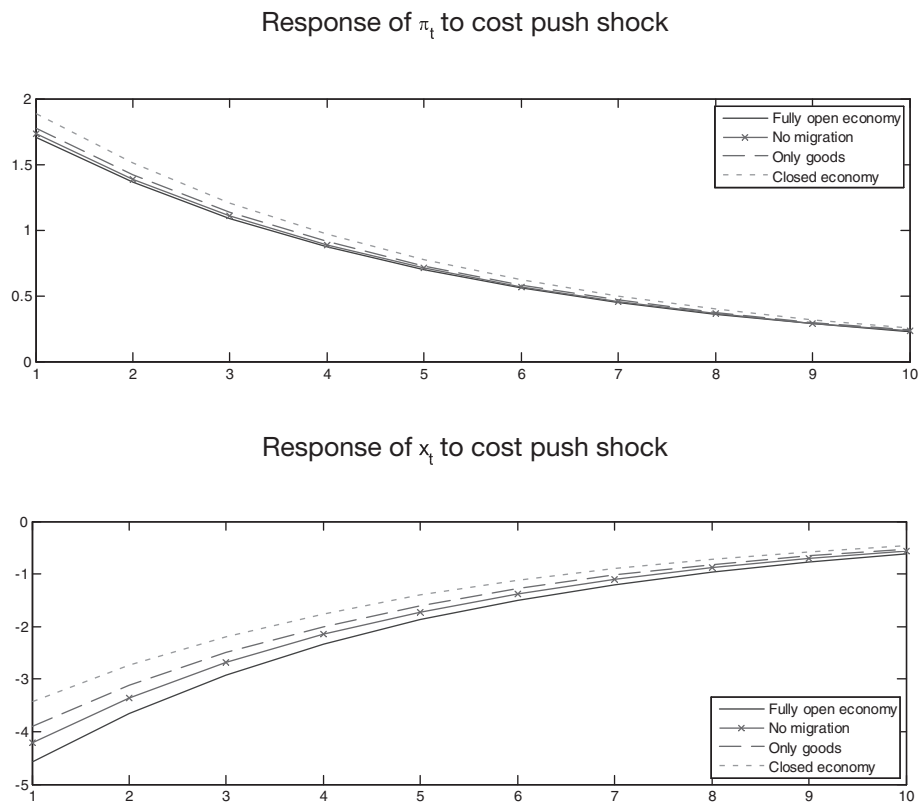 Response of πt to cost push shock
2
1.5
1
0.5
0
Fully open economy
No migration
Only goods
Closed economy
1 2 3 4 5 6 7 8 9 10
Response of xt to cost push shock
0
-1
-2
-3
-4
-5
Fully open economy
No migration
Only goods
Closed economy
1 2 3 4 5 6 7 8 9 10